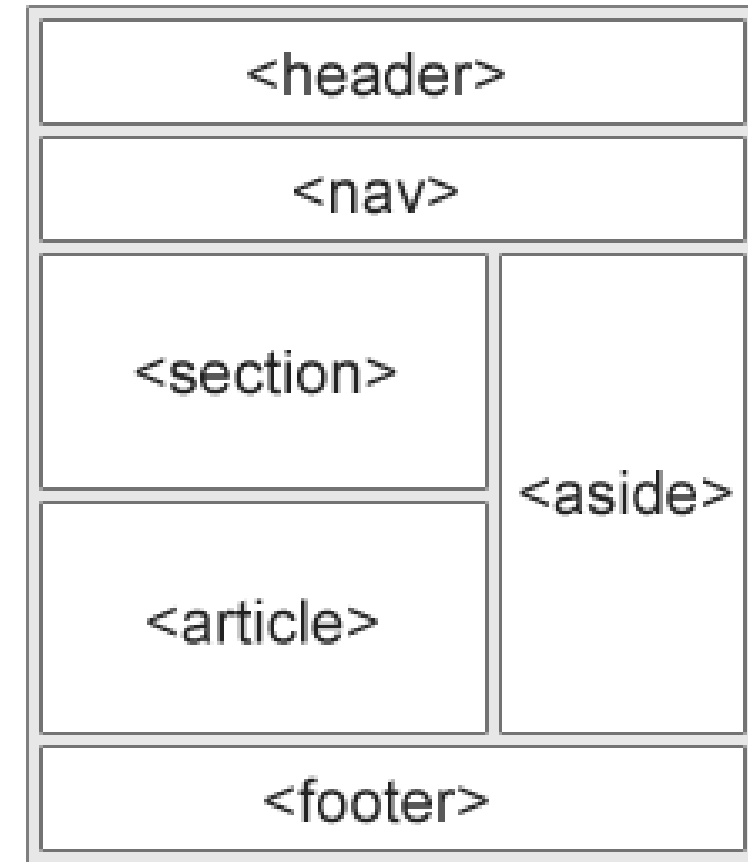 <header>
<nav>
<section>
<aside>
<article>
<footer>